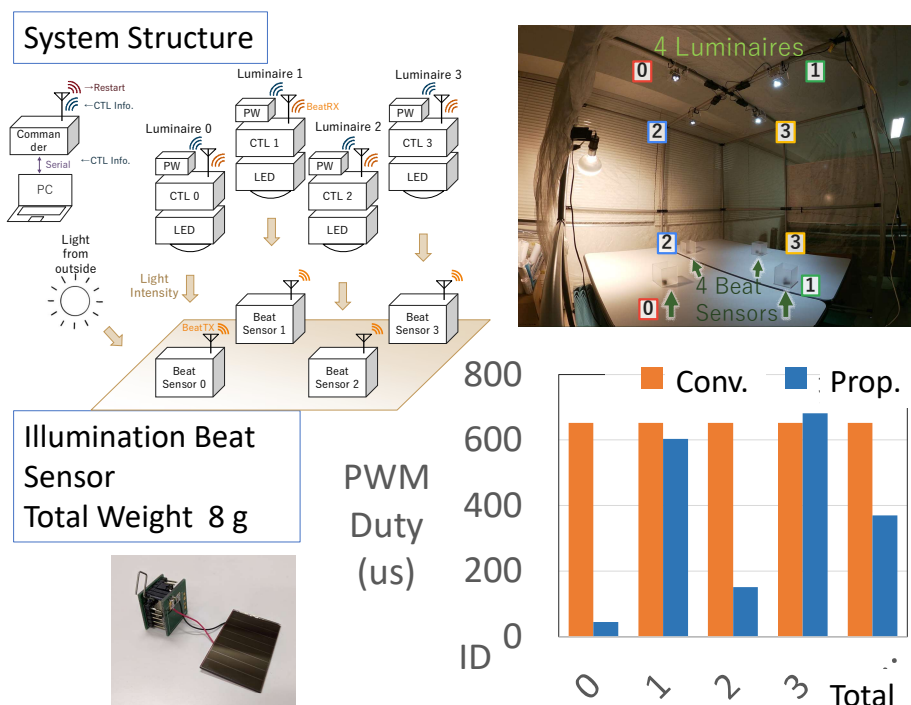 System Structure
→Restart
←CTL Info.
Comman
der
Serial
←CTL Info.
PC
Luminaire 0
PW
CTL 0
LED
Luminaire 1
BeatRX
PW
CTL 1
LED
Luminaire 2
PW
CTL 2
LED
Luminaire 3
PW
CTL 3
LED
Light
from
outside
Light
Intensity
BeatTX
Beat
Sensor 0
Beat
Sensor 1
Beat
Sensor 2
Beat
Sensor 3
4 Luminaires
0
1
2
3
2
3
0
1
4 Beat
Sensors
Illumination Beat
Sensor
Total Weight 8 g
Conv.
Prop.
PWM
Duty
(us)
800
600
400
200
0
ID
0
1
2
3
Total